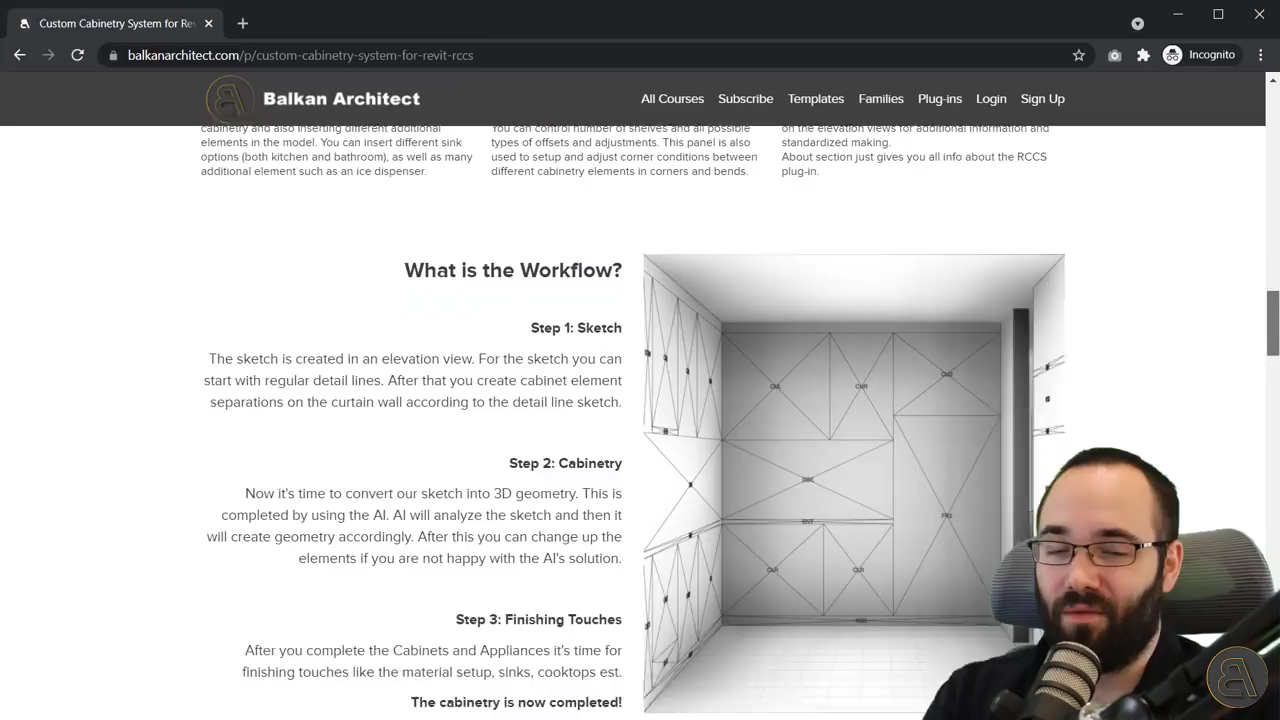 Custom Cabinetry System for Re
balkanarchitect.com/p/custom-cabinetry-system-for-revit-rccs
Incognito
Balkan Architect
All Courses
Subscribe
Templates
Families
Plug-ins
Login
Sign Up
cabinetry and also inserting different additional
elements in the model. You can insert different sink
options (both kitchen and bathroom), as well as many
additional element such as an ice dispenser.
You can control number of shelves and all possible
types of offsets and adjustments. This panel is also
used to setup and adjust corner conditions between
different cabinetry elements in corners and bends.
on the elevation views for additional information and
standardized making.
About section just gives you all info about the RCCS
plug-in.
What is the Workflow?
Step 1: Sketch
The sketch is created in an elevation view. For the sketch you can
start with regular detail lines. After that you create cabinet element
separations on the curtain wall according to the detail line sketch.
Step 2: Cabinetry
Now it's time to convert our sketch into 3D geometry. This is
completed by using the AI. AI will analyze the sketch and then it
will create geometry accordingly. After this you can change up the
elements if you are not happy with the AI's solution.
Step 3: Finishing Touches
After you complete the Cabinets and Appliances it's time for
finishing touches like the material setup, sinks, cooktops est.
The cabinetry is now completed!